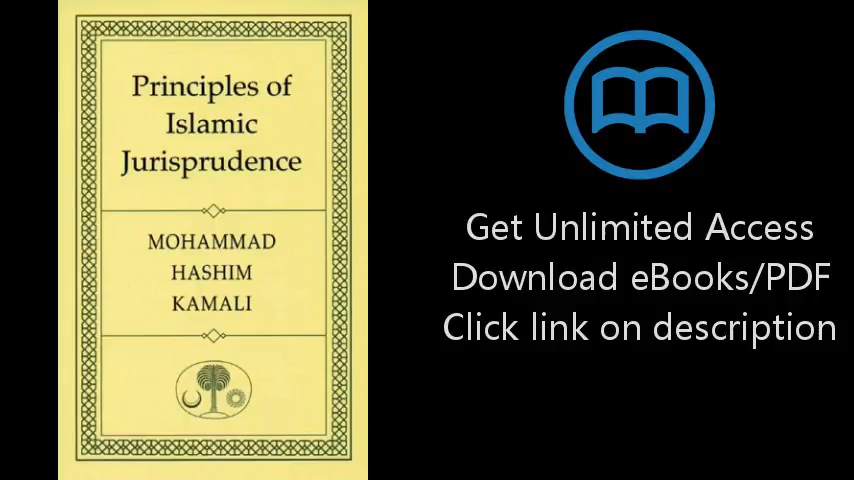 Principles of
Islamic
Jurisprudence
MOHAMMAD
HASHIM
KAMALI
Get Unlimited Access
Download eBooks/PDF
Click link on description